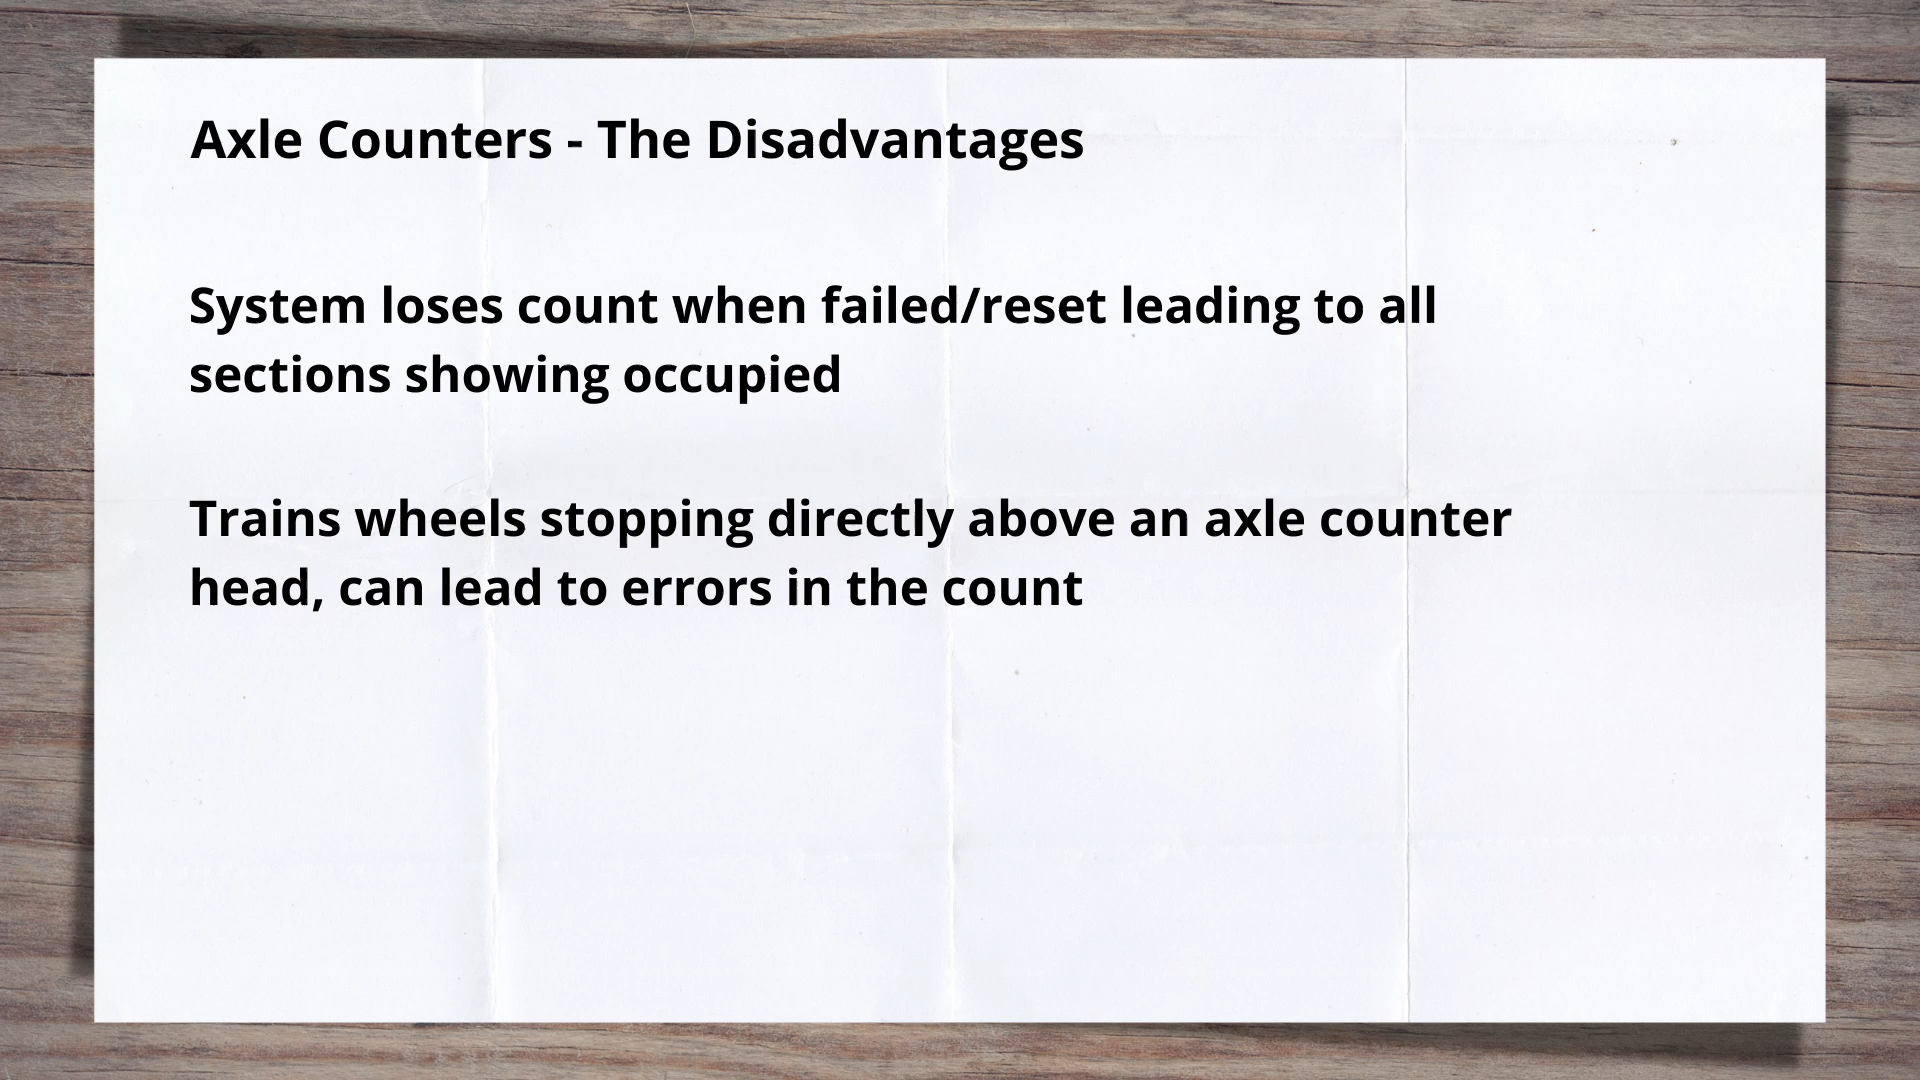 Axle Counters - The Disadvantages
System loses count when failed/reset leading to all
sections showing occupied
Trains wheels stopping directly above an axle counter
head, can lead to errors in the count